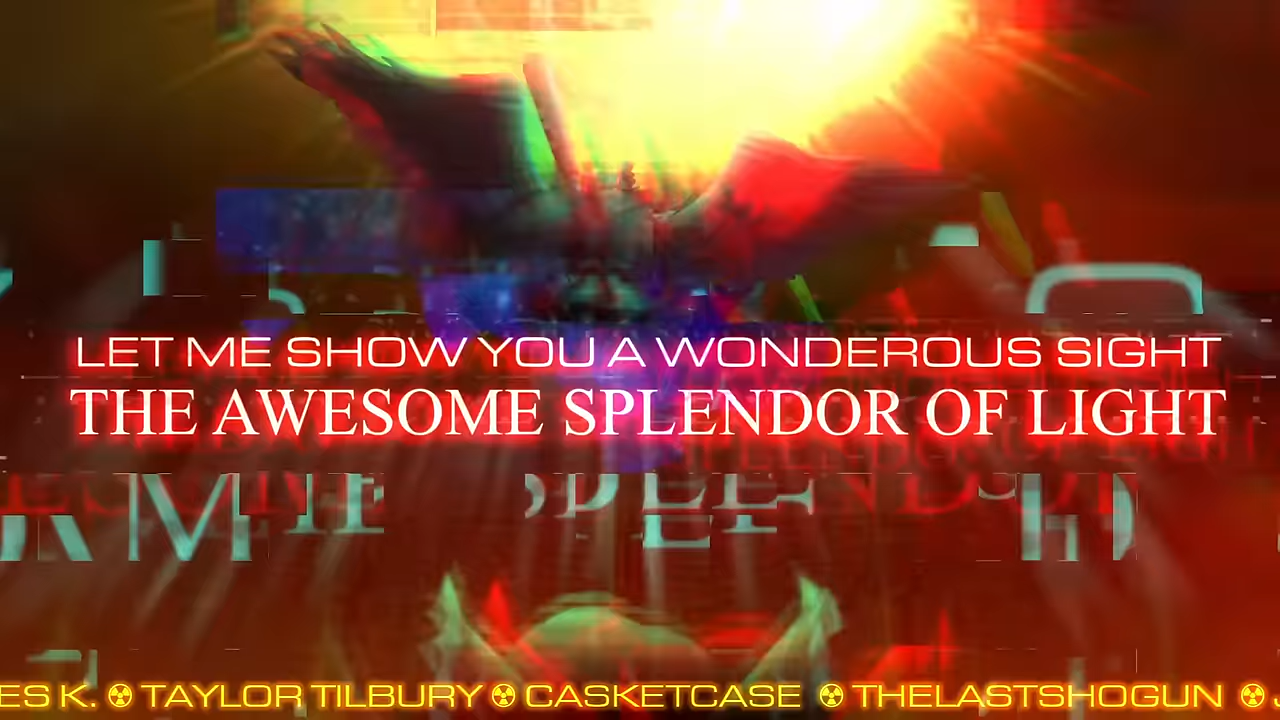 LET ME SHOW YOU A WONDEROUS SIGHT
THE AWESOME SPLENDOR OF LIGHT
ES K. ☢ TAYLOR TILBURY ☢ CASKETCASE ☢ THELASTSHOGUN ☢ J